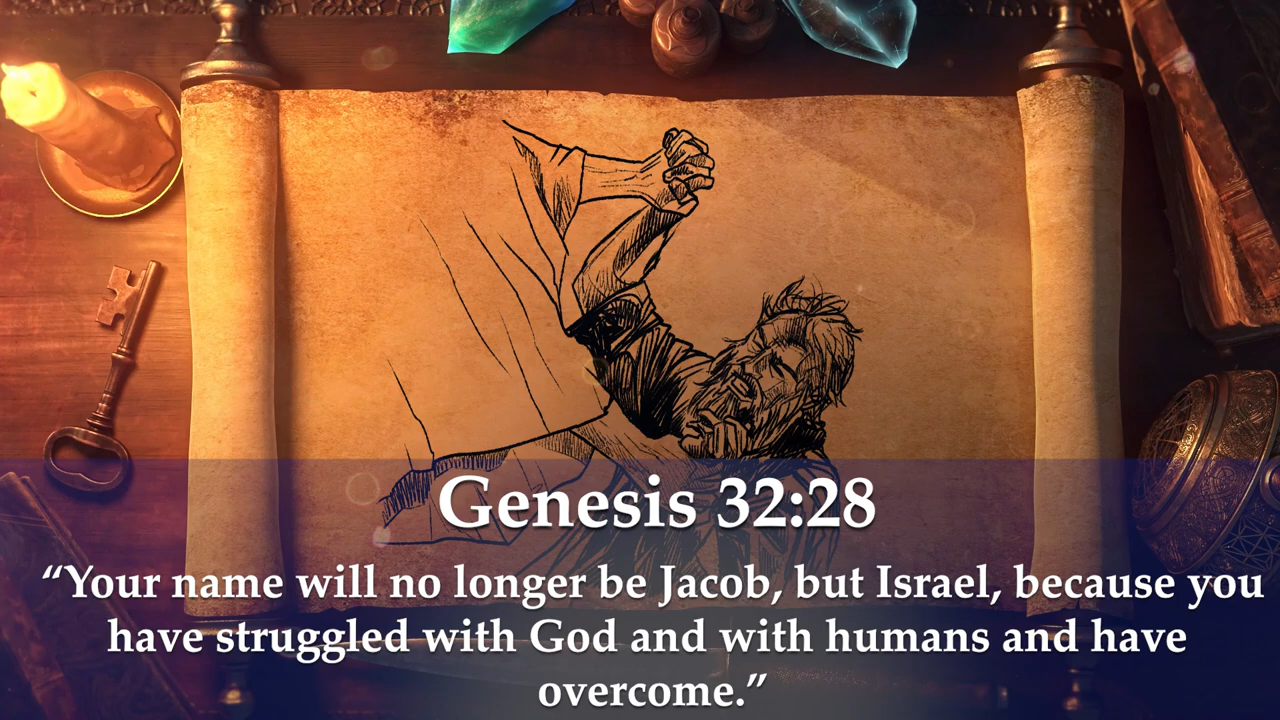 Genesis 32:28
“Your name will no longer be Jacob, but Israel, because you
have struggled with God and with humans and have
overcome.”